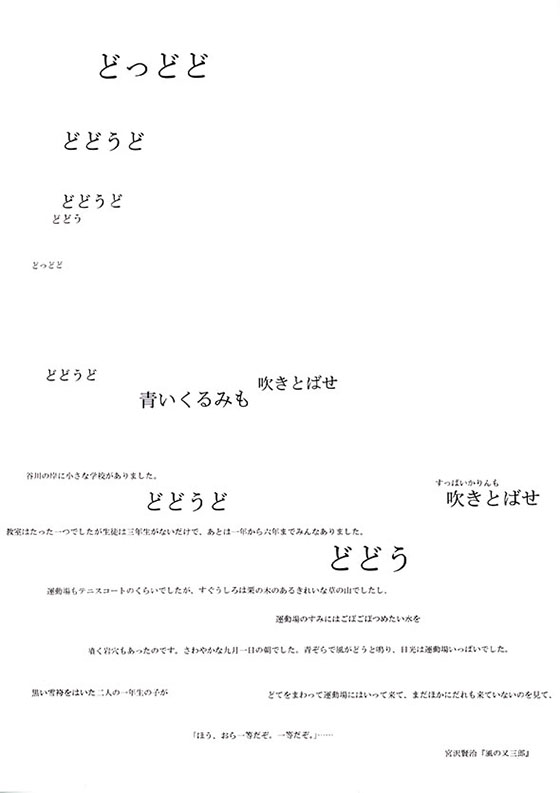 どっどど
どどうど
どどうど
どどう
どっどど
どどうど
吹きとばせ
青いくるみも
谷川の岸に小さな学校がありました。
すっぱいかりんも
吹きとばせ
どどうど
教室はたった一つでしたが生徒は三年生がないだけで、あとは一年から六年までみんなありました。
どどう
運動場もテニスコートのくらいでしたが、すぐうしろは栗の木のあるきれいな草の山でしたし、
運動場のすみにはごぼごぼつめたい水を
噴く岩穴もあったのです。さわやかな九月一日の朝でした。青ぞらで風がどうと鳴り、日光は運動場いっぱいでした。
黒い雪袴をはいた二人の一年生の子が
どてをまわって運動場にはいって来て、まだほかにだれも来ていないのを見て、
「ほう、おら一等だぞ。一等だぞ。」……
宮沢賢治『風の又三郎』